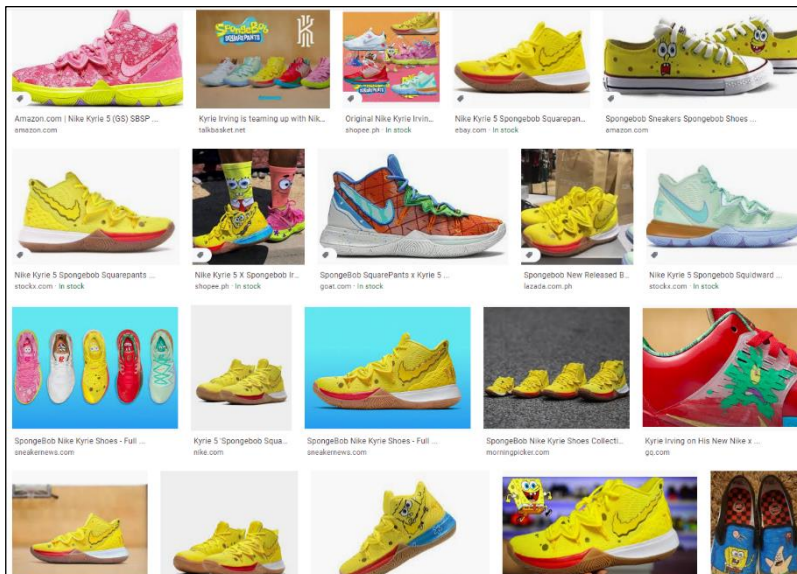 SpongeBob
SQUAREPANTS
Amazon.com | Nike Kyrie 5 (GS) SBSP ...
amazon.com
Kyrie Irving is teaming up with Nik...
talkbasket.net
Original Nike Kyrie Irvin...
shopee.ph · In stock
Nike Kyrie 5 Spongebob Squarepan...
ebay.com · In stock
Spongebob Sneakers Spongebob Shoes ...
amazon.com
Nike Kyrie 5 Spongebob Squarepants ...
stockx.com · In stock
Nike Kyrie 5 X Spongebob Ir...
shopee.ph · In stock
SpongeBob SquarePants x Kyrie 5 ...
goat.com · In stock
Spongebob New Released B...
lazada.com.ph
Nike Kyrie 5 Spongebob Squidward ...
stockx.com · In stock
SpongeBob Nike Kyrie Shoes - Full ...
sneakernews.com
Kyrie 5 'Spongebob Squa...
nike.com
SpongeBob Nike Kyrie Shoes - Full ...
sneakernews.com
SpongeBob Nike Kyrie Shoes Collecti...
morningpicker.com
Kyrie Irving on His New Nike x ...
gq.com